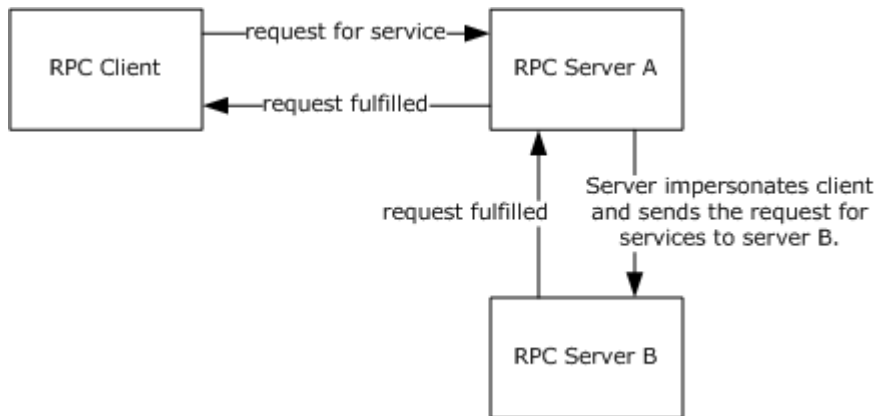 RPC Client
request for service
RPC Server A
request fulfilled
request fulfilled
Server impersonates client
and sends the request for
services to server B.
RPC Server B